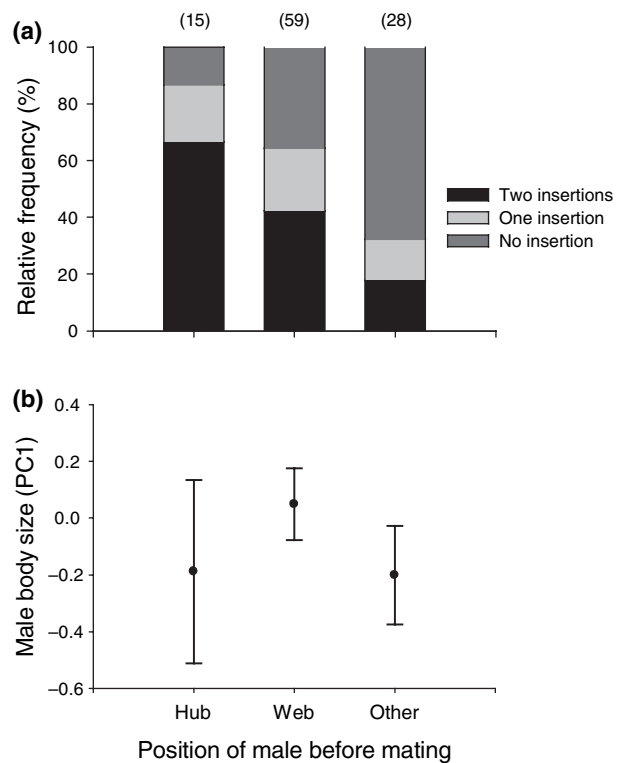 (a)
(15) (59) (28)
Relative frequency (%)
100
80
60
40
20
0
Two insertions
One insertion
No insertion
(b)
Male body size (PC1)
0.4
0.2
0.0
–0.2
–0.4
–0.6
Hub Web Other
Position of male before mating